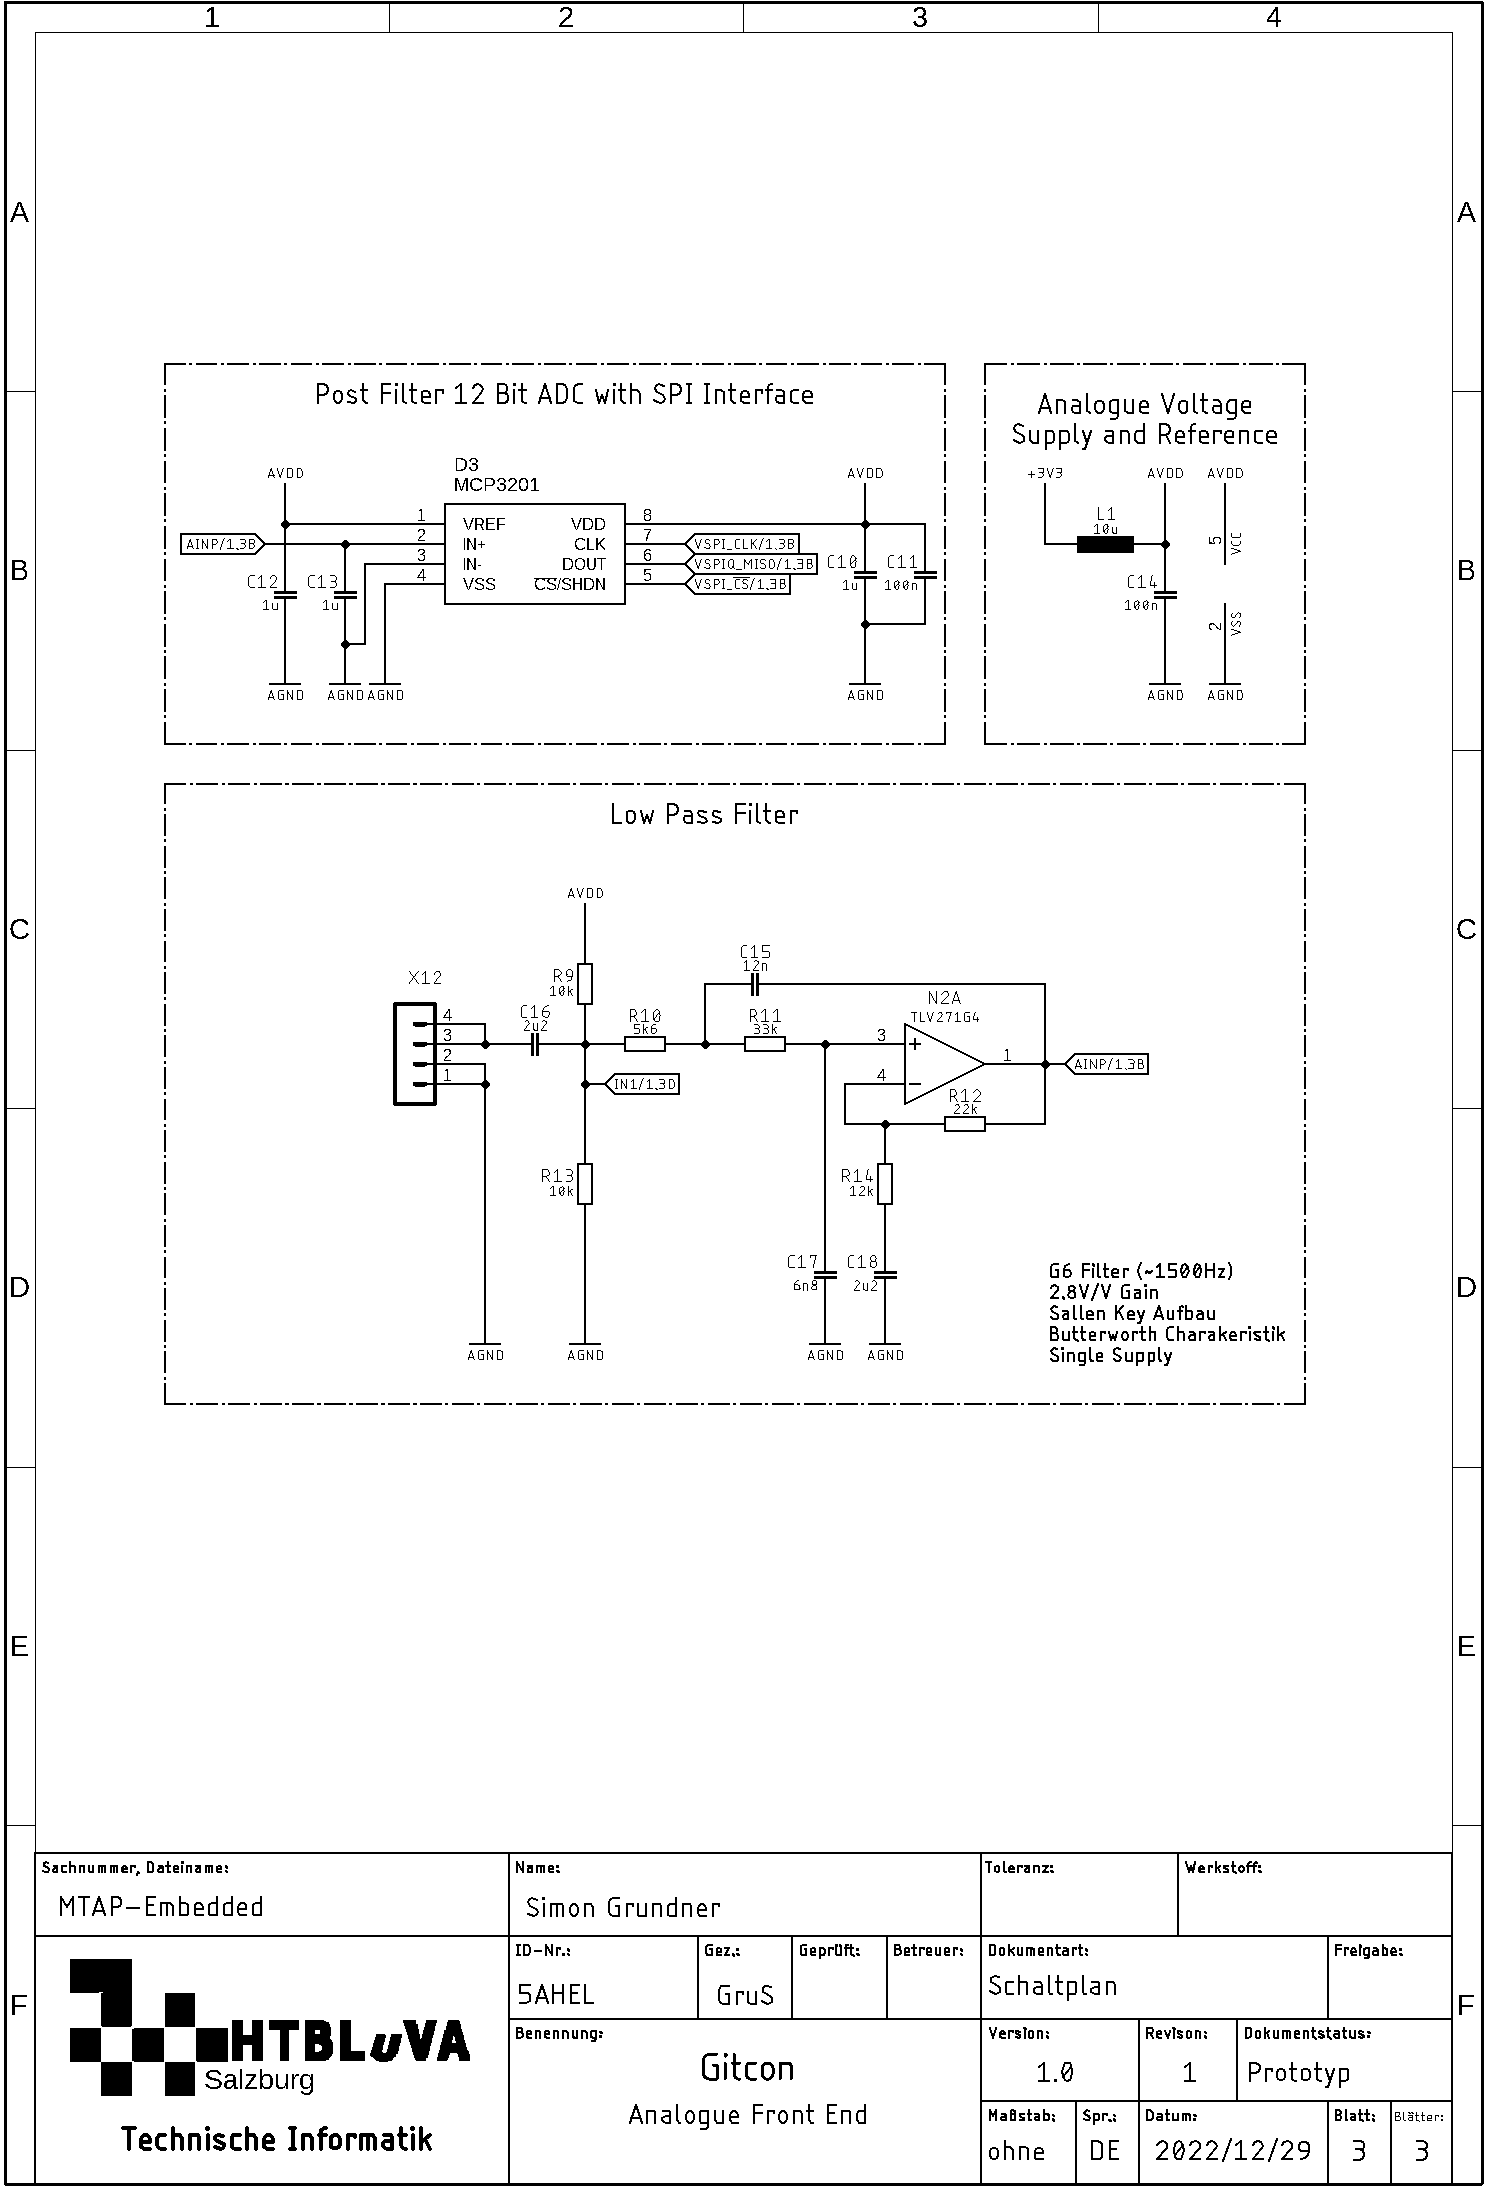 1 2 3 4
A A
Post Filter 12 Bit ADC with SPI Interface
Analogue Voltage
Supply and Reference
AVDD
D3
MCP3201
AVDD
+3V3 AVDD AVDD
1 VREF VDD 8
2 IN+ CLK 7
3 IN- DOUT 6
4 VSS CS/SHDN 5
AINP/1.3B
VSPI_CLK/1.3B
VSPIQ_MISO/1.3B
VSPI_CS/1.3B
C12
1u
C13
1u
C10
1u
C11
100n
L1
10u
C14
100n
5 VCC
2 VSS
B B
AGND AGND AGND AGND AGND AGND
Low Pass Filter
AVDD
C C
X12
4
3
2
1
C16
2u2
R9
10k
R10
5k6
C15
12n
R11
33k
N2A
TLV271G4
3
4
1
AINP/1.3B
IN1/1.3D
R12
22k
R13
10k
R14
12k
C17
6n8
C18
2u2
D D
AGND AGND AGND AGND
G6 Filter (~1500Hz)
2.8V/V Gain
Sallen Key Aufbau
Butterworth Charakeristik
Single Supply
E E
F F
Sachnummer, Dateiname:
MTAP-Embedded
Name:
Simon Grundner
Toleranz:
Werkstoff:
HTBLuVA
Salzburg
Technische Informatik
ID-Nr.:
5AHEL
Gez.:
GruS
Geprüft:
Betreuer:
Dokumentart:
Schaltplan
Freigabe:
Benennung:
Gitcon
Analogue Front End
Version:
1.0
Revison:
1
Dokumentstatus:
Prototyp
Maßstab:
ohne
Spr.:
DE
Datum:
2022/12/29
Blatt:
3
Blätter:
3